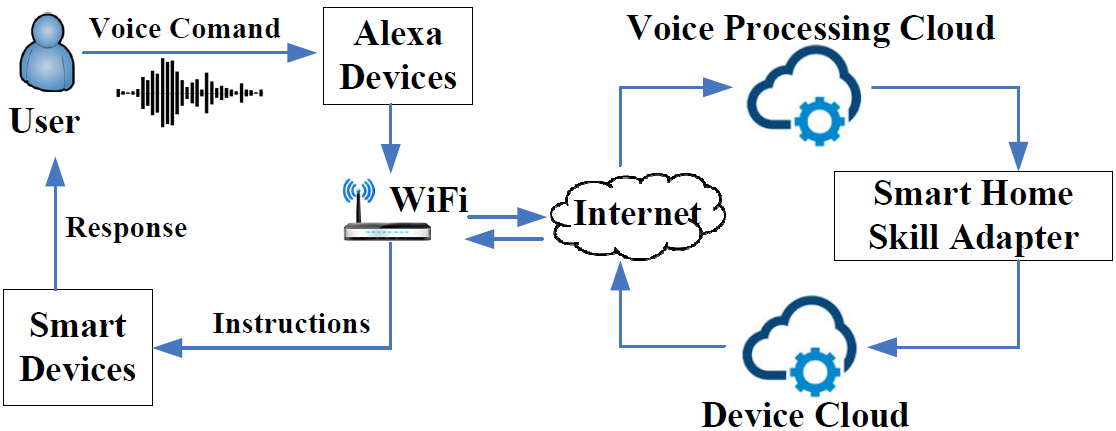 Voice Comand
User
Alexa
Devices
Voice Processing Cloud
WiFi
Internet
Smart Home
Skill Adapter
Response
Smart
Devices
Instructions
Device Cloud